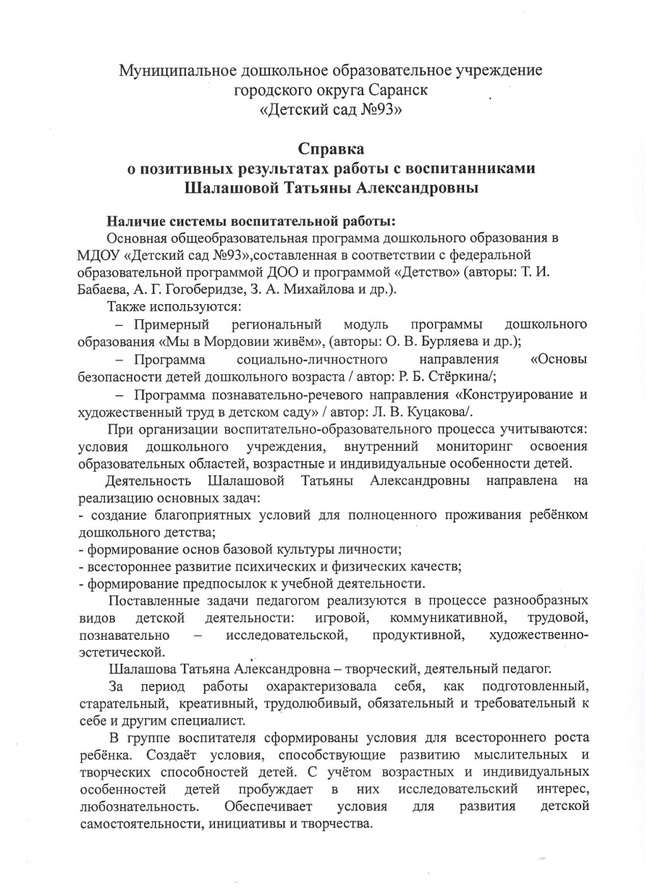 Муниципальное дошкольное образовательное учреждение
городского округа Саранск
«Детский сад №93»
Справка
о позитивных результатах работы с воспитанниками
Шалашовой Татьяны Александровны
Наличие системы воспитательной работы:
Основная общеобразовательная программа дошкольного образования в
МДОУ «Детский сад №93»,составленная в соответствии с федеральной
образовательной программой ДОО и программой «Детство» (авторы: Т. И.
Бабаева, А. Г. Гогоберидзе, З. А. Михайлова и др.).
Также используются:
– Примерный региональный модуль программы дошкольного
образования «Мы в Мордовии живём», (авторы: О. В. Бурляева и др.);
– Программа социально-личностного направления «Основы
безопасности детей дошкольного возраста / автор: Р. Б. Стёркина/;
– Программа познавательно-речевого направления «Конструирование и
художественный труд в детском саду» / автор: Л. В. Куцакова/.
При организации воспитательно-образовательного процесса учитываются:
условия дошкольного учреждения, внутренний мониторинг освоения
образовательных областей, возрастные и индивидуальные особенности детей.
Деятельность Шалашовой Татьяны Александровны направлена на
реализацию основных задач:
- создание благоприятных условий для полноценного проживания ребёнком
дошкольного детства;
- формирование основ базовой культуры личности;
- всестороннее развитие психических и физических качеств;
- формирование предпосылок к учебной деятельности.
Поставленные задачи педагогом реализуются в процессе разнообразных
видов детской деятельности: игровой, коммуникативной, трудовой,
познавательно – исследовательской, продуктивной, художественно-
эстетической.
Шалашова Татьяна Александровна – творческий, деятельный педагог.
За период работы охарактеризовала себя, как подготовленный,
старательный, креативный, трудолюбивый, обязательный и требовательный к
себе и другим специалист.
В группе воспитателя сформированы условия для всестороннего роста
ребёнка. Создаёт условия, способствующие развитию мыслительных и
творческих способностей детей. С учётом возрастных и индивидуальных
особенностей детей пробуждает в них исследовательский интерес,
любознательность. Обеспечивает условия для развития детской
самостоятельности, инициативы и творчества.